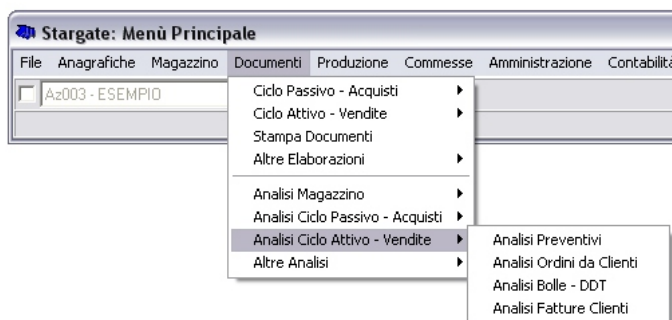 Stargate: Menù Principale
File Anagrafiche Magazzino Documenti Produzione Commesse Amministrazione Contabilità
Az003 - ESEMPIO
Ciclo Passivo - Acquisti
Ciclo Attivo - Vendite
Stampa Documenti
Altre Elaborazioni
Analisi Magazzino
Analisi Ciclo Passivo - Acquisti
Analisi Ciclo Attivo - Vendite
Altre Analisi
Analisi Preventivi
Analisi Ordini da Clienti
Analisi Bolle - DDT
Analisi Fatture Clienti